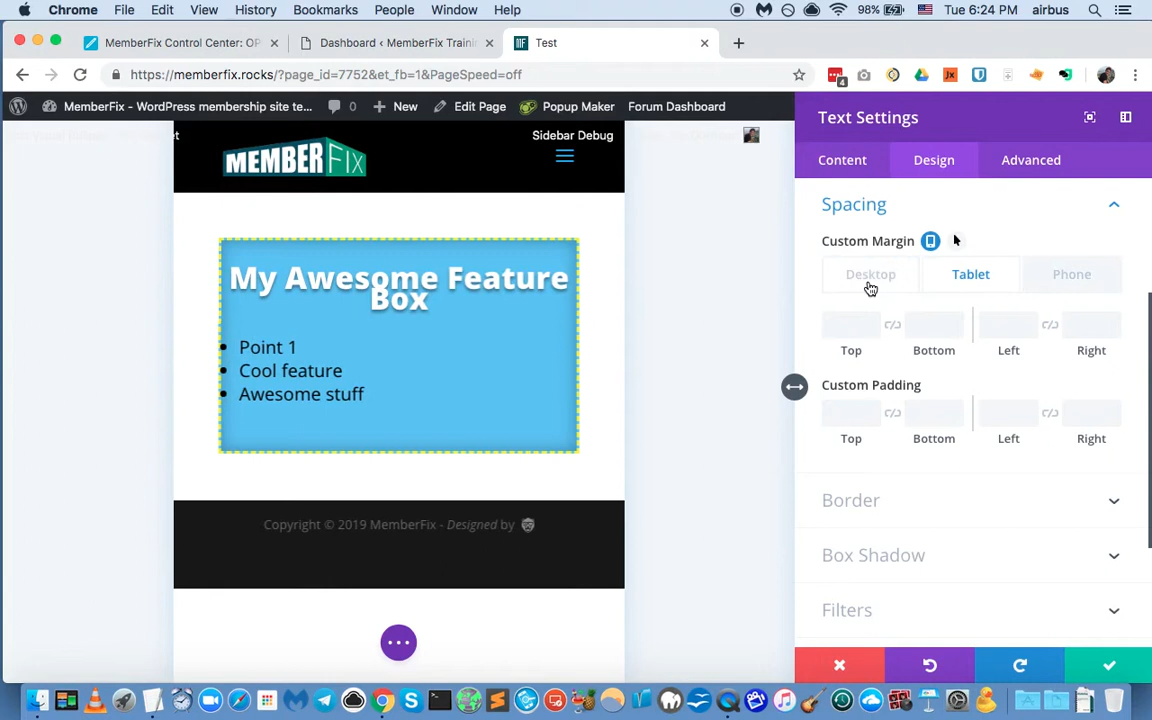 Chrome File Edit View History Bookmarks People Window Help 98% Tue 6:24 PM airbus
MemberFix Control Center: OP Dashboard ‹ MemberFix Traini Test
https://memberfix.rocks/?page_id=7752&et_fb=1&PageSpeed=off
4 JX
MemberFix - WordPress membership site te... 0 New Edit Page Popup Maker Forum Dashboard
Sidebar Debug
MEMBERFIX
My Awesome Feature
Box
Point 1
Cool feature
Awesome stuff
Copyright © 2019 MemberFix - Designed by
Text Settings
Content Design Advanced
Spacing
Custom Margin
Desktop Tablet Phone
Top Bottom Left Right
Custom Padding
Top Bottom Left Right
Border
Box Shadow
Filters